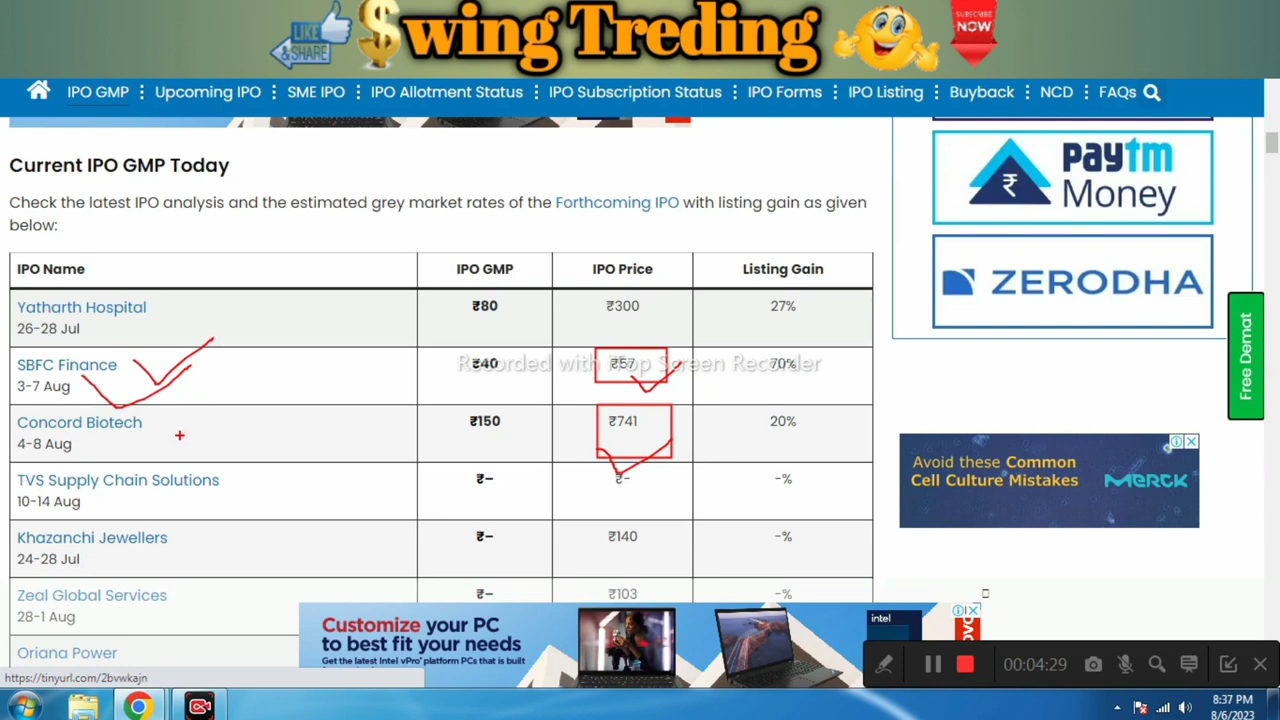 LIKE
&SHARE
$wing Treding
SUBSCRIBE
NOW
IPO GMP Upcoming IPO SME IPO IPO Allotment Status IPO Subscription Status IPO Forms IPO Listing Buyback NCD FAQs
Current IPO GMP Today
Check the latest IPO analysis and the estimated grey market rates of the Forthcoming IPO with listing gain as given
below:
IPO Name IPO GMP IPO Price Listing Gain
Yatharth Hospital ₹80 ₹300 27%
26-28 Jul
SBFC Finance ₹40 ₹57 70%
3-7 Aug
Recorded with iTop Screen Recorder
Concord Biotech ₹150 ₹741 20%
4-8 Aug
TVS Supply Chain Solutions ₹– ₹- -%
10-14 Aug
Khazanchi Jewellers ₹– ₹140 -%
24-28 Jul
Zeal Global Services ₹– ₹103 -%
28-1 Aug
Oriana Power
paytm
Money
ZERODHA
Free Demat
Avoid these Common
Cell Culture Mistakes
MERCK
Customize your PC
to best fit your needs
Get the latest Intel vPro® platform PCs that is built
intel
https://tinyurl.com/2bvwkajn
00:04:29
8:37 PM
8/6/2023